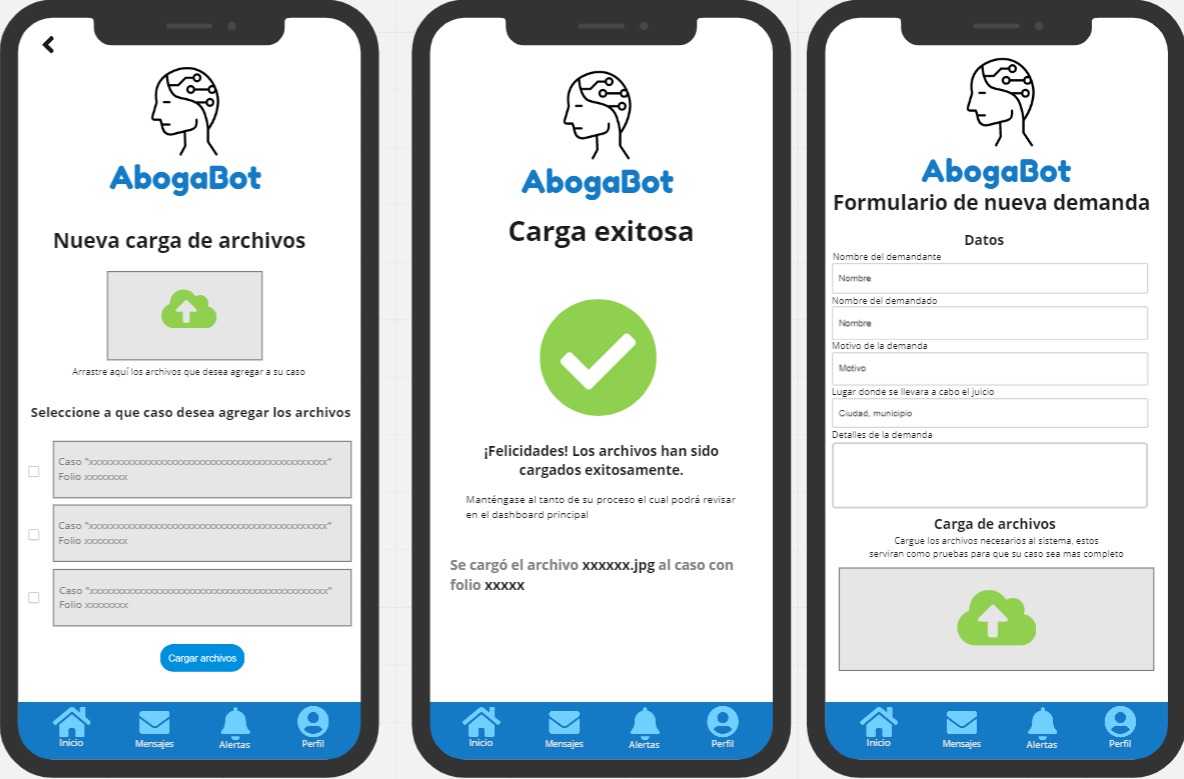 AbogaBot
Nueva carga de archivos
Arrastre aquí los archivos que desea agregar a su caso
Seleccione a que caso desea agregar los archivos
Caso "xxxxxxxxxxxxxxxxxxxxxxxxxxxxxxxxxxxxxxxxxxxx"
Folio xxxxxxxx
Caso "xxxxxxxxxxxxxxxxxxxxxxxxxxxxxxxxxxxxxxxxxxxx"
Folio xxxxxxxx
Caso "xxxxxxxxxxxxxxxxxxxxxxxxxxxxxxxxxxxxxxxxxxxx"
Folio xxxxxxxx
Cargar archivos
Inicio
Mensajes
Alertas
Perfil
AbogaBot
Carga exitosa
¡Felicidades! Los archivos han sido
cargados exitosamente.
Manténgase al tanto de su proceso el cual podrá revisar
en el dashboard principal
Se cargó el archivo xxxxxx.jpg al caso con
folio xxxxx
Inicio
Mensajes
Alertas
Perfil
AbogaBot
Formulario de nueva demanda
Datos
Nombre del demandante
Nombre
Nombre del demandado
Nombre
Motivo de la demanda
Motivo
Lugar donde se llevara a cabo el juicio
Ciudad, municipio
Detalles de la demanda
Carga de archivos
Cargue los archivos necesarios al sistema, estos
serviran como pruebas para que su caso sea mas completo
Inicio
Mensajes
Alertas
Perfil